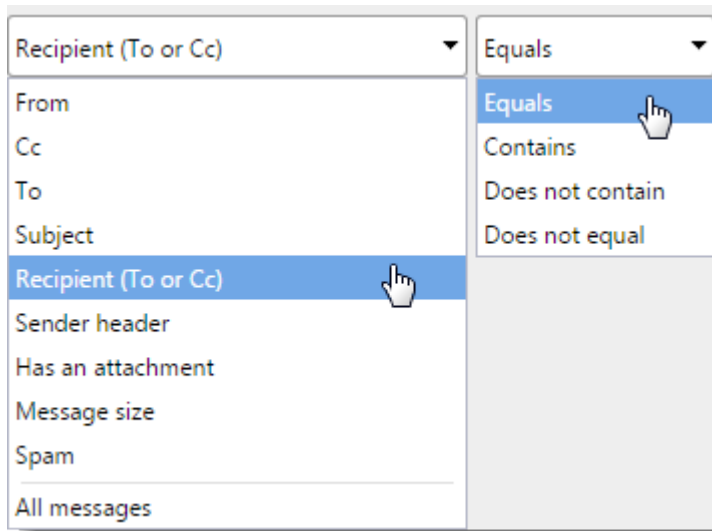 Recipient (To or Cc)
From
Cc
To
Subject
Recipient (To or Cc)
Sender header
Has an attachment
Message size
Spam
All messages
Equals
Equals
Contains
Does not contain
Does not equal